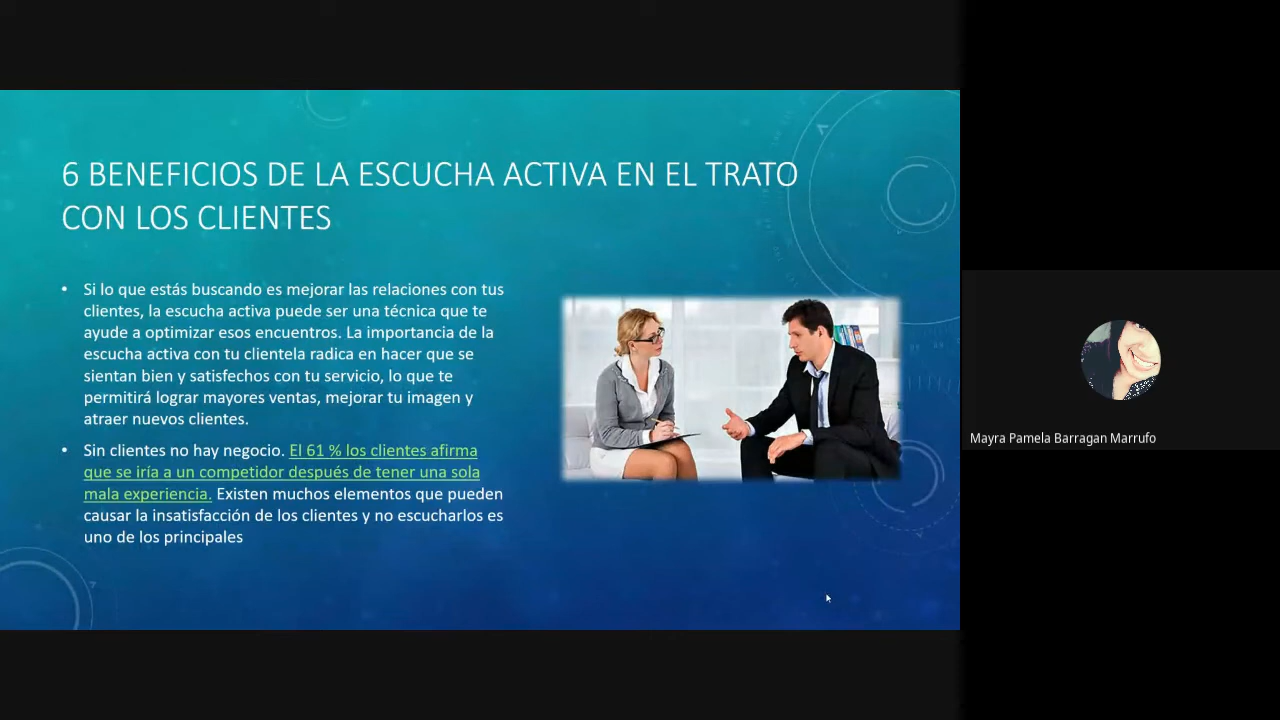 6 BENEFICIOS DE LA ESCUCHA ACTIVA EN EL TRATO
CON LOS CLIENTES
• Si lo que estás buscando es mejorar las relaciones con tus
clientes, la escucha activa puede ser una técnica que te
ayude a optimizar esos encuentros. La importancia de la
escucha activa con tu clientela radica en hacer que se
sientan bien y satisfechos con tu servicio, lo que te
permitirá lograr mayores ventas, mejorar tu imagen y
atraer nuevos clientes.
• Sin clientes no hay negocio. El 61 % los clientes afirma
que se iría a un competidor después de tener una sola
mala experiencia. Existen muchos elementos que pueden
causar la insatisfacción de los clientes y no escucharlos es
uno de los principales
Mayra Pamela Barragan Marrufo